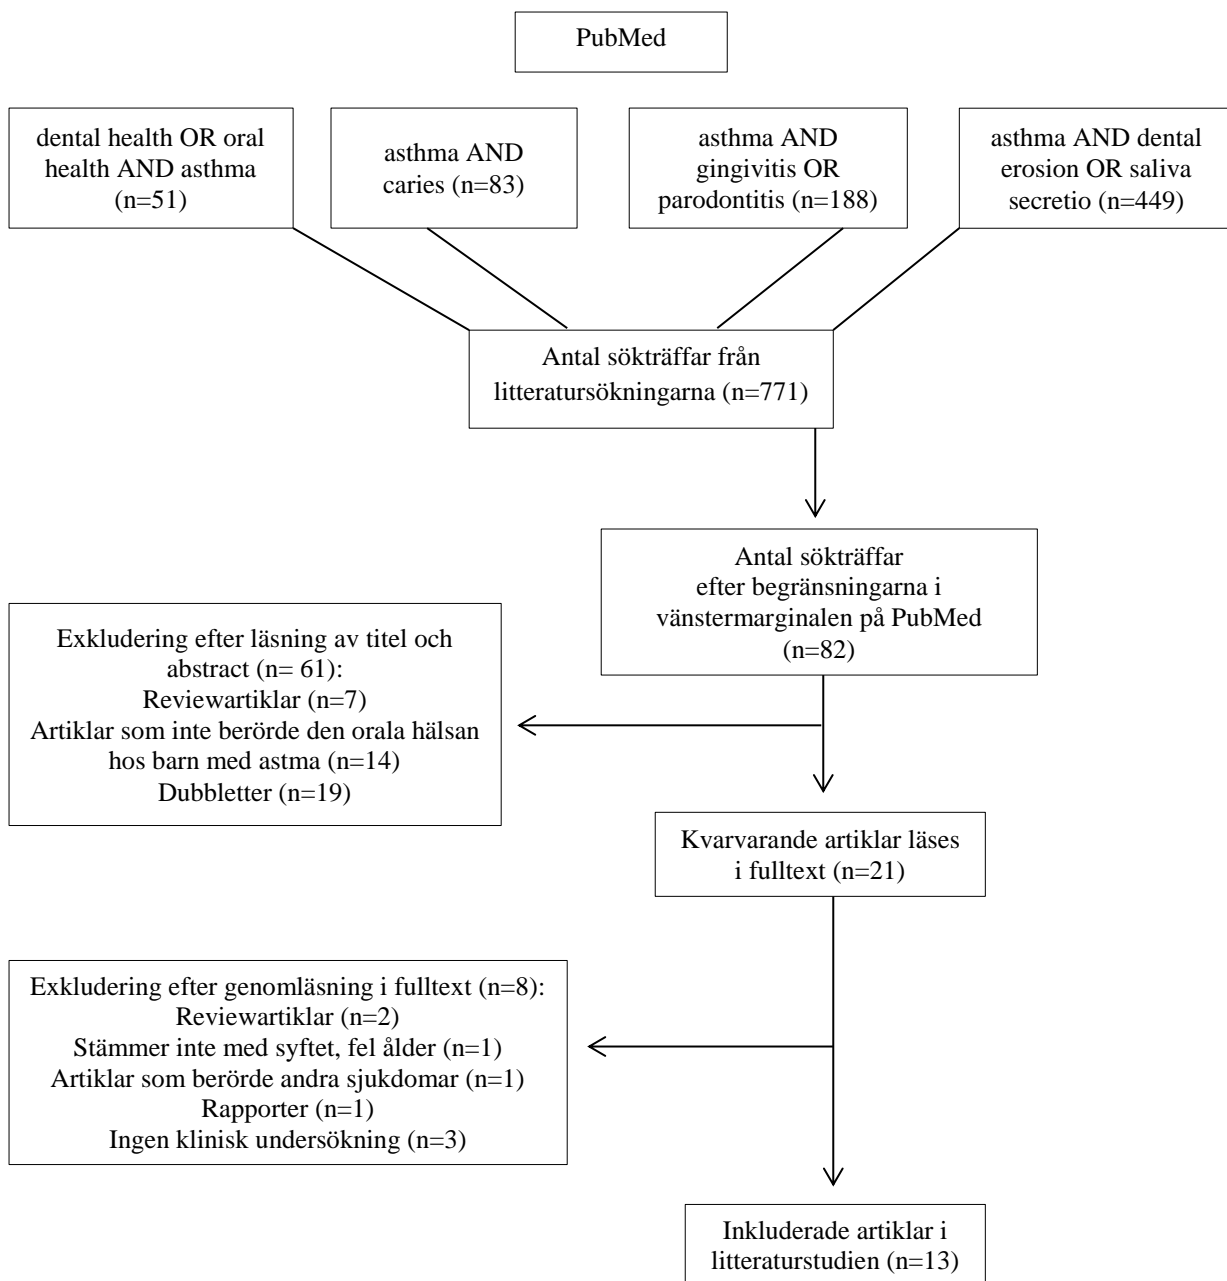 PubMed
dental health OR oral
health AND asthma
(n=51)
asthma AND
caries (n=83)
asthma AND
gingivitis OR
parodontitis (n=188)
asthma AND dental
erosion OR saliva
secretio (n=449)
Antal sökträffar från
litteratursökningarna (n=771)
Antal sökträffar
efter begränsningarna i
vänstermarginalen på PubMed
(n=82)
Exkludering efter läsning av titel och
abstract (n= 61):
Reviewartiklar (n=7)
Artiklar som inte berörde den orala hälsan
hos barn med astma (n=14)
Dubbletter (n=19)
Kvarvarande artiklar läses
i fulltext (n=21)
Exkludering efter genomläsning i fulltext (n=8):
Reviewartiklar (n=2)
Stämmer inte med syftet, fel ålder (n=1)
Artiklar som berörde andra sjukdomar (n=1)
Rapporter (n=1)
Ingen klinisk undersökning (n=3)
Inkluderade artiklar i
litteraturstudien (n=13)